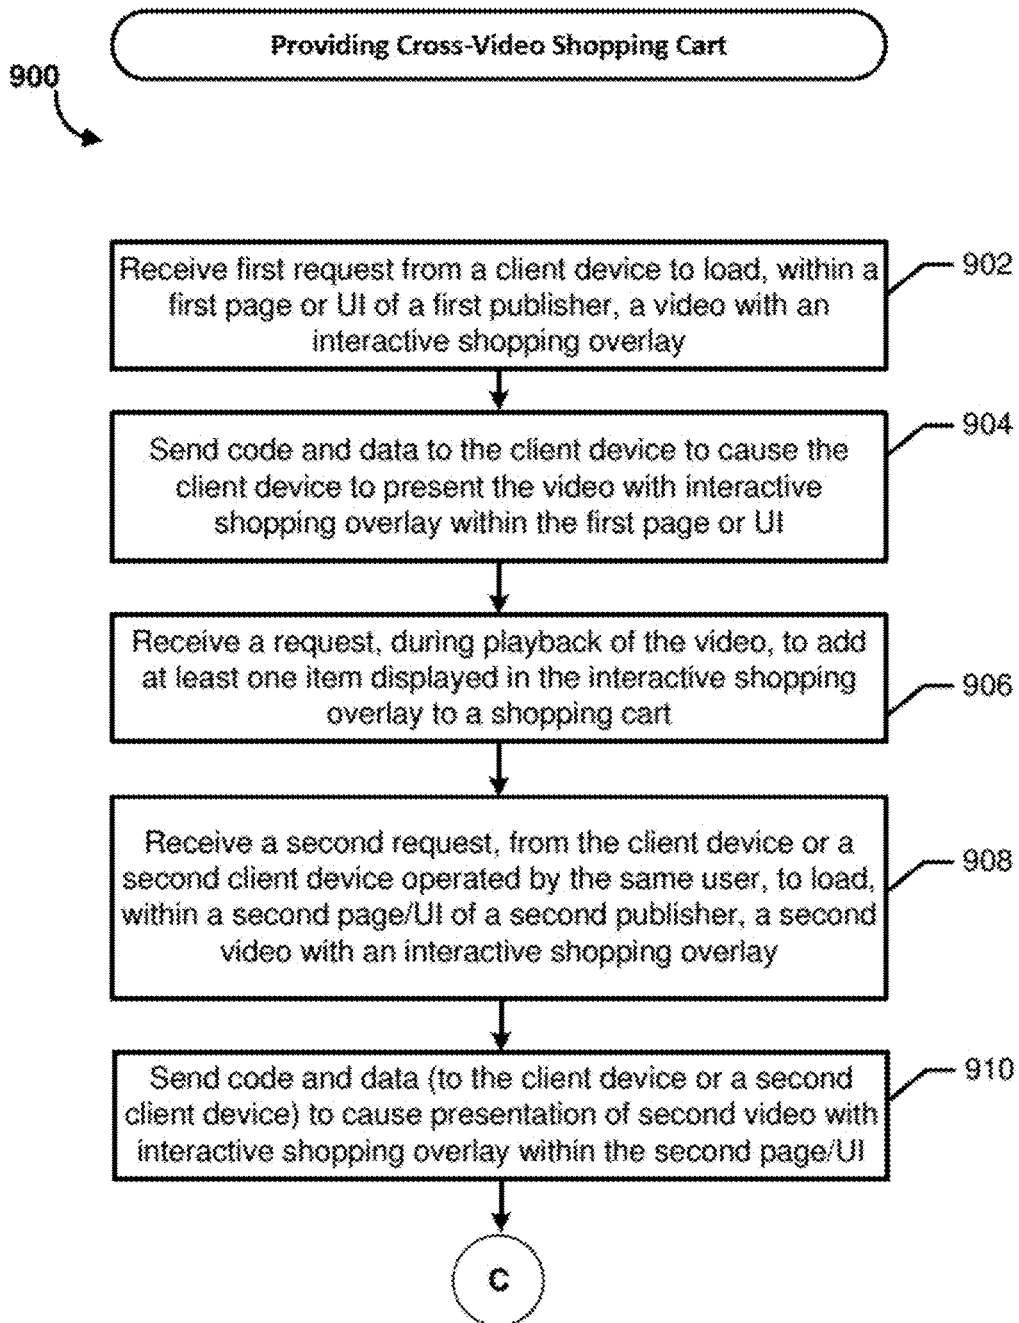 Providing Cross-Video Shopping Cart
900
Receive first request from a client device to load, within a
first page or UI of a first publisher, a video with an
interactive shopping overlay
902
Send code and data to the client device to cause the
client device to present the video with interactive
shopping overlay within the first page or UI
904
Receive a request, during playback of the video, to add
at least one item displayed in the interactive shopping
overlay to a shopping cart
906
Receive a second request, from the client device or a
second client device operated by the same user, to load,
within a second page/UI of a second publisher, a second
video with an interactive shopping overlay
908
Send code and data (to the client device or a second
client device) to cause presentation of second video with
interactive shopping overlay within the second page/UI
910
C